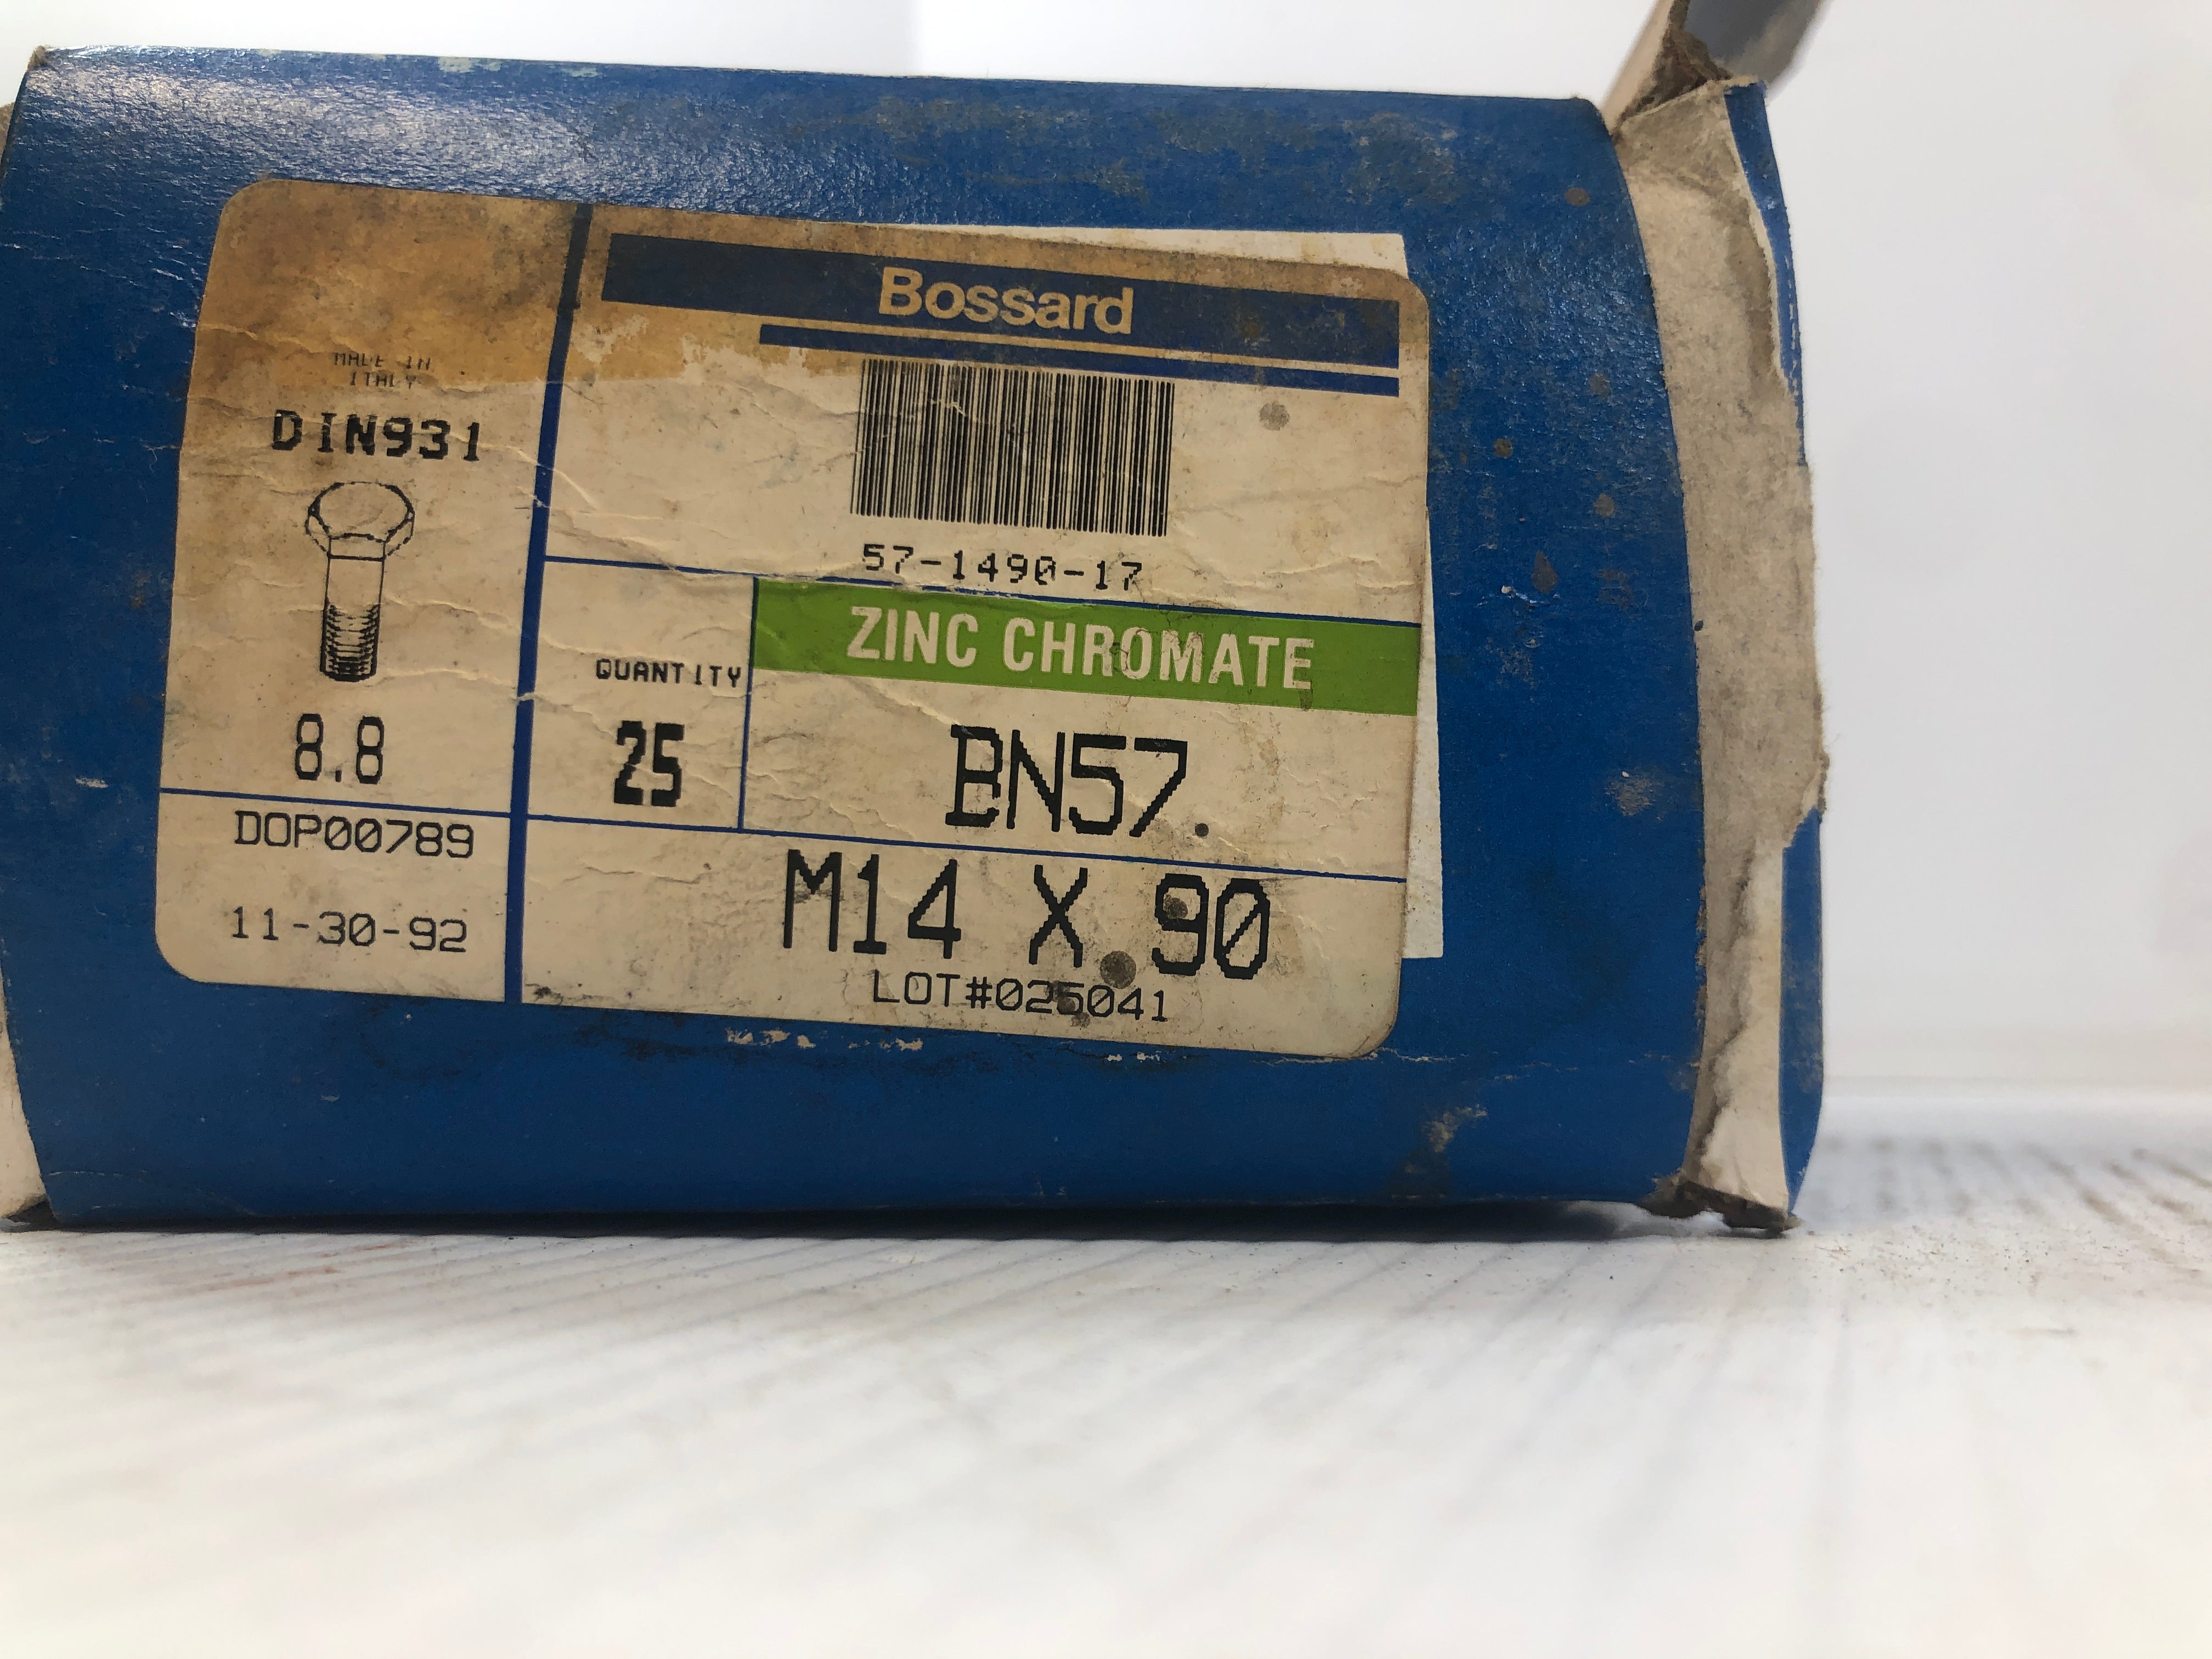 MADE IN
ITALY
DIN931
8.8
DOP00789
11-30-92
Bossard
57-1490-17
ZINC CHROMATE
QUANTITY
25
BN57.
M14 X 90
LOT#025041